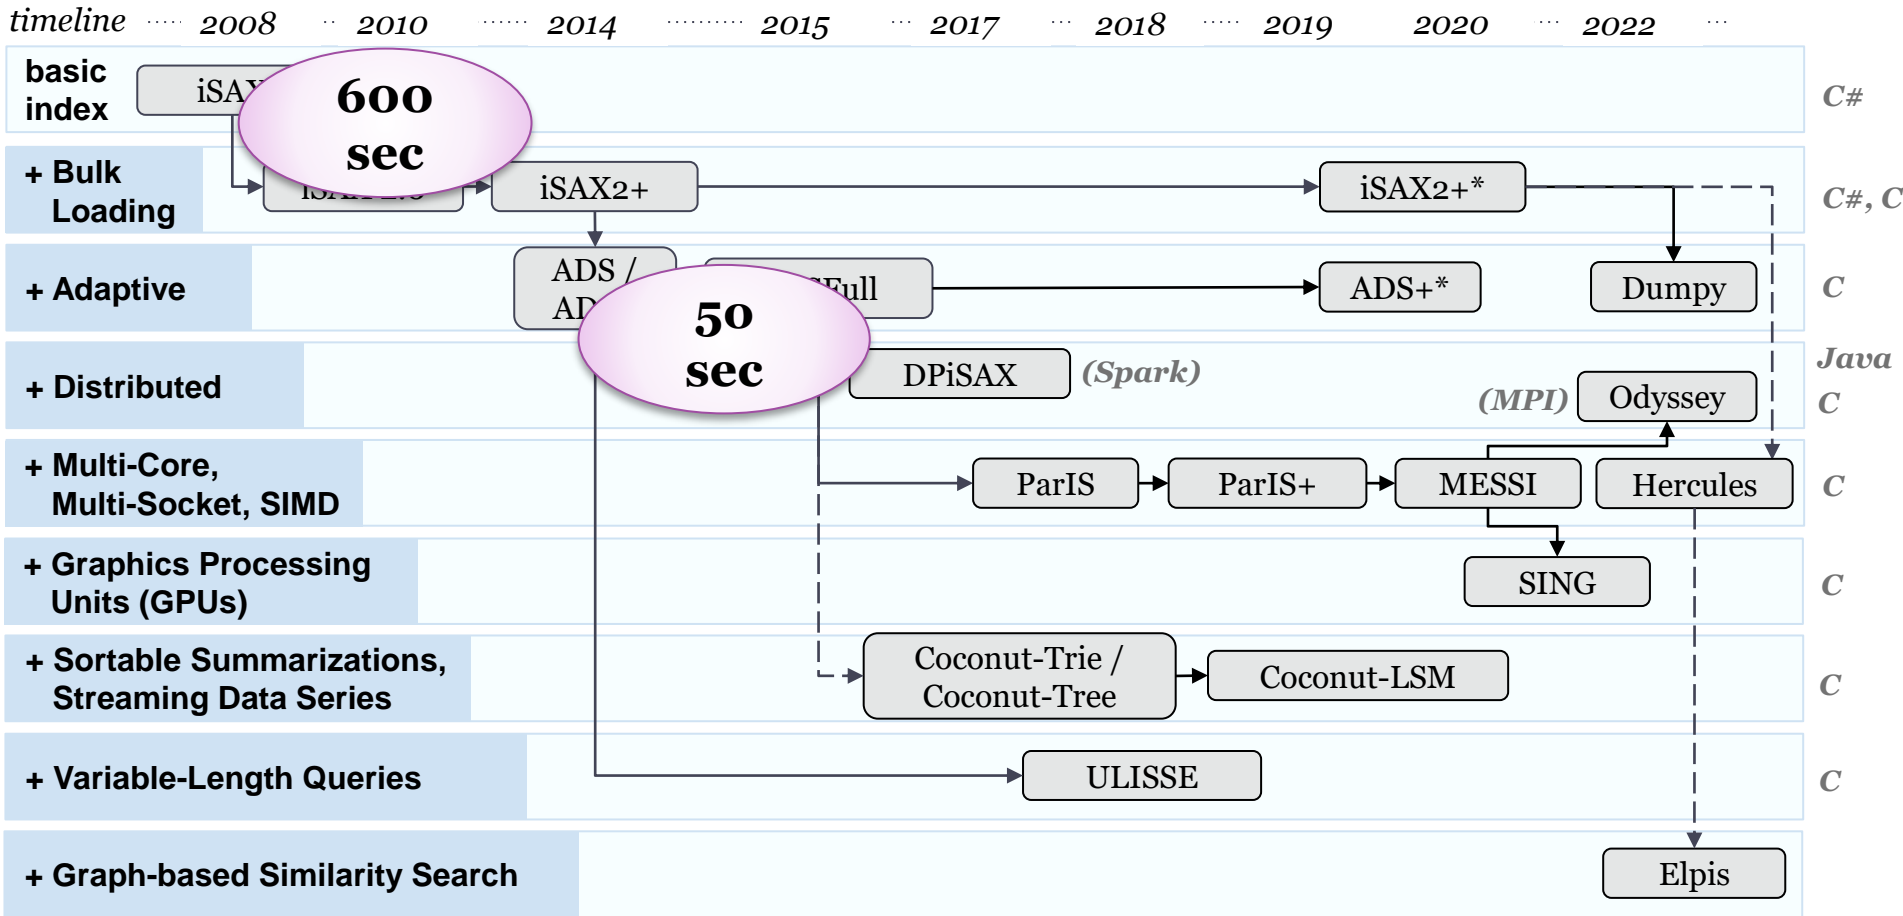 timeline ····· 2008 ·· 2010 ····· 2014 ·········· 2015 ··· 2017 ··· 2018 ····· 2019 2020 ··· 2022 ···
basic
index
iSAX
600
sec
C#
+ Bulk
Loading
iSAX2+
iSAX2+*
C#, C
+ Adaptive
ADS /
Full
ADS+*
Dumpy
C
50
sec
+ Distributed
DPiSAX
(Spark)
(MPI)
Odyssey
Java
C
+ Multi-Core,
Multi-Socket, SIMD
ParIS
ParIS+
MESSI
Hercules
C
+ Graphics Processing
Units (GPUs)
SING
C
+ Sortable Summarizations,
Streaming Data Series
Coconut-Trie /
Coconut-Tree
Coconut-LSM
C
+ Variable-Length Queries
ULISSE
C
+ Graph-based Similarity Search
Elpis